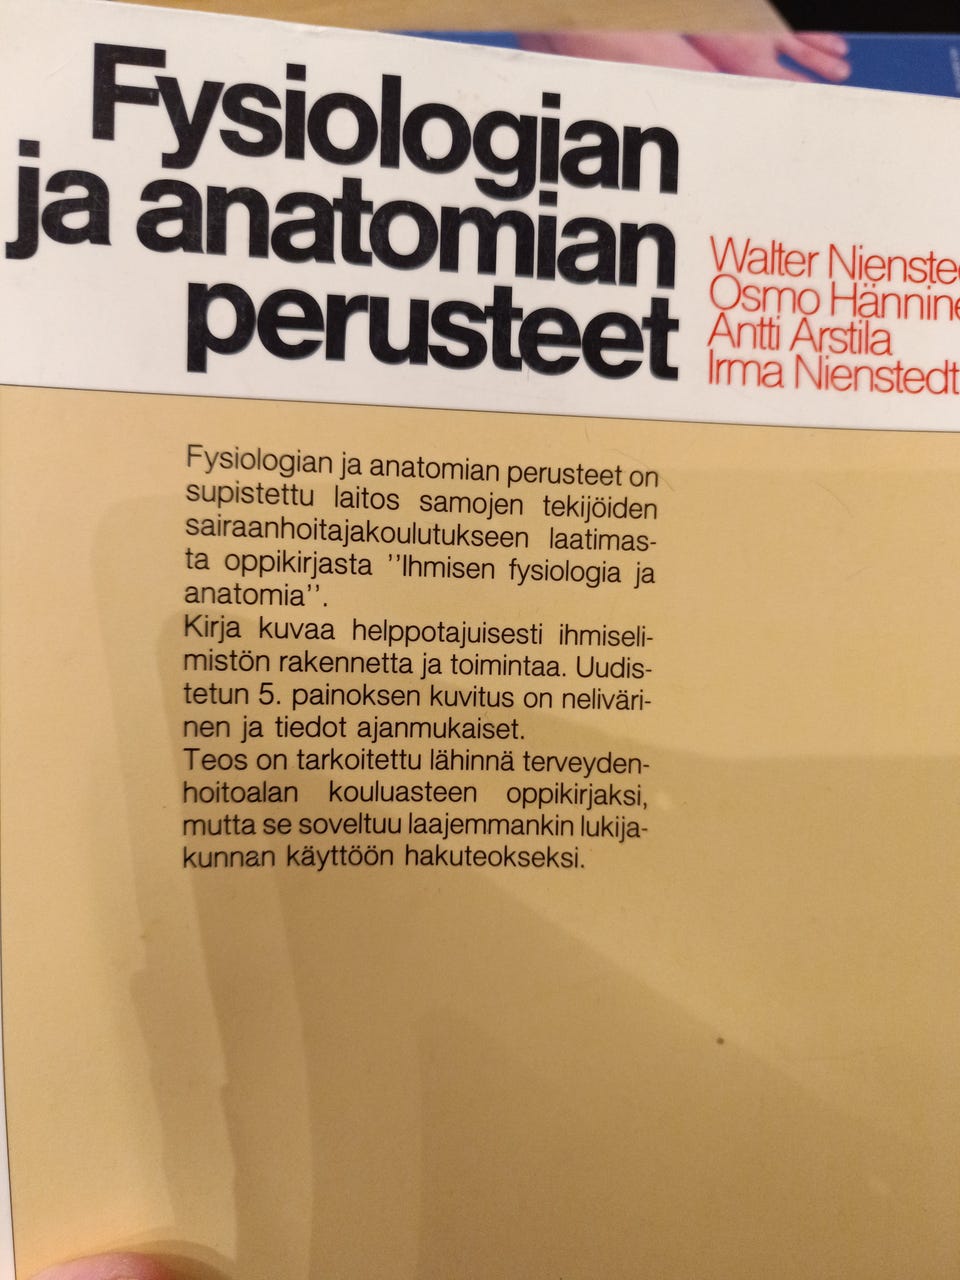 Fysiologian
ja anatomian
perusteet
Walter
Osmo
Antti Arstila
Irma Nienstedt
Fysiologian ja anatomian perusteet on
supistettu laitos samojen tekijöiden
sairaanhoitajakoulutukseen laatimas-
ta oppikirjasta ''Ihmisen fysiologia ja
anatomia''.
Kirja kuvaa helppotajuisesti ihmiseli-
mistön rakennetta ja toimintaa. Uudis-
tetun 5. painoksen kuvitus on neliväri-
nen ja tiedot ajanmukaiset.
Teos on tarkoitettu lähinnä terveyden-
hoitoalan kouluasteen oppikirjaksi,
mutta se soveltuu laajemmankin lukija-
kunnan käyttöön hakuteokseksi.